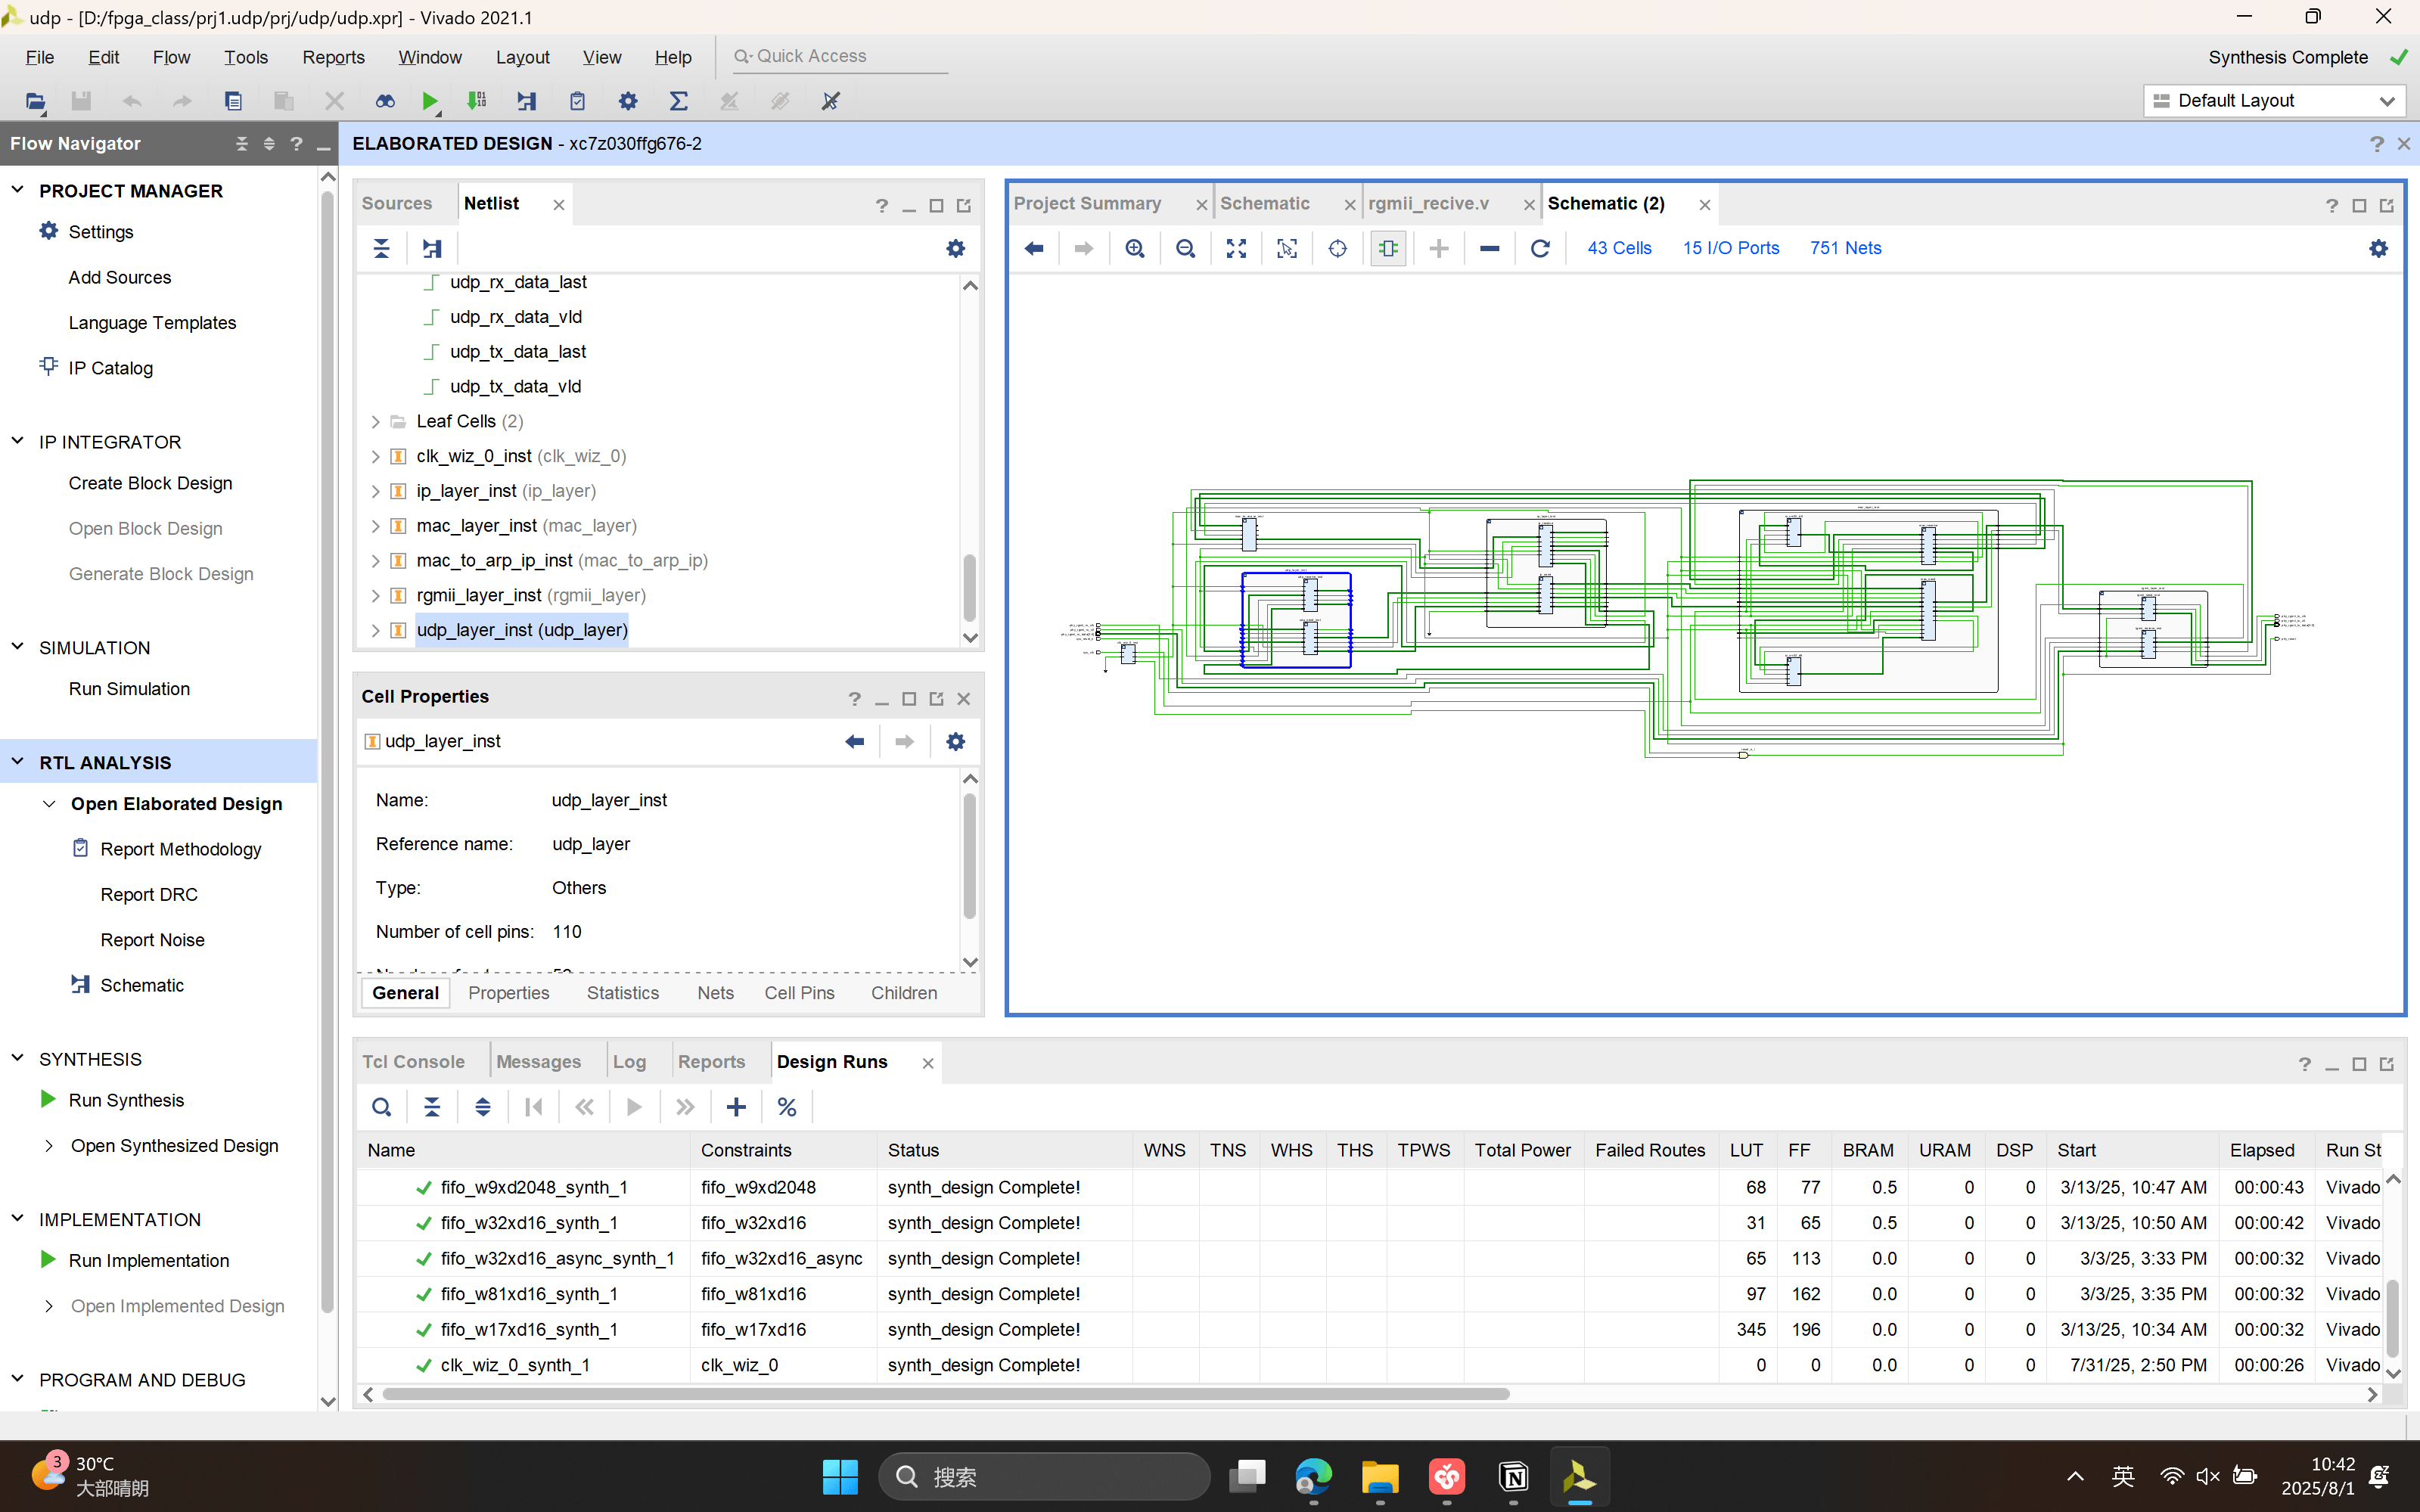 udp - [D:/fpga_class/prj1.udp/prj/udp/udp.xpr] - Vivado 2021.1
File Edit Flow Tools Reports Window Layout View Help Quick Access Synthesis Complete
Default Layout
Flow Navigator
ELABORATED DESIGN - xc7z030ffg676-2
PROJECT MANAGER
Settings
Add Sources
Language Templates
IP Catalog
IP INTEGRATOR
Create Block Design
Open Block Design
Generate Block Design
SIMULATION
Run Simulation
RTL ANALYSIS
Open Elaborated Design
Report Methodology
Report DRC
Report Noise
Schematic
SYNTHESIS
Run Synthesis
Open Synthesized Design
IMPLEMENTATION
Run Implementation
Open Implemented Design
PROGRAM AND DEBUG
Sources Netlist
udp_rx_data_last
udp_rx_data_vld
udp_tx_data_last
udp_tx_data_vld
Leaf Cells (2)
clk_wiz_0_inst (clk_wiz_0)
ip_layer_inst (ip_layer)
mac_layer_inst (mac_layer)
mac_to_arp_ip_inst (mac_to_arp_ip)
rgmii_layer_inst (rgmii_layer)
udp_layer_inst (udp_layer)
Cell Properties
udp_layer_inst
Name: udp_layer_inst
Reference name: udp_layer
Type: Others
Number of cell pins: 110
General Properties Statistics Nets Cell Pins Children
Project Summary Schematic rgmii_recive.v Schematic (2)
43 Cells 15 I/O Ports 751 Nets
Tcl Console Messages Log Reports Design Runs
Name Constraints Status WNS TNS WHS THS TPWS Total Power Failed Routes LUT FF BRAM URAM DSP Start Elapsed Run St
fifo_w9xd2048_synth_1 fifo_w9xd2048 synth_design Complete! 68 77 0.5 0 0 3/13/25, 10:47 AM 00:00:43 Vivado
fifo_w32xd16_synth_1 fifo_w32xd16 synth_design Complete! 31 65 0.5 0 0 3/13/25, 10:50 AM 00:00:42 Vivado
fifo_w32xd16_async_synth_1 fifo_w32xd16_async synth_design Complete! 65 113 0.0 0 0 3/3/25, 3:33 PM 00:00:32 Vivado
fifo_w81xd16_synth_1 fifo_w81xd16 synth_design Complete! 97 162 0.0 0 0 3/3/25, 3:35 PM 00:00:32 Vivado
fifo_w17xd16_synth_1 fifo_w17xd16 synth_design Complete! 345 196 0.0 0 0 3/13/25, 10:34 AM 00:00:32 Vivado
clk_wiz_0_synth_1 clk_wiz_0 synth_design Complete! 0 0 0.0 0 0 7/31/25, 2:50 PM 00:00:26 Vivado
3
30°C
大部晴朗
搜索
英
10:42
2025/8/1